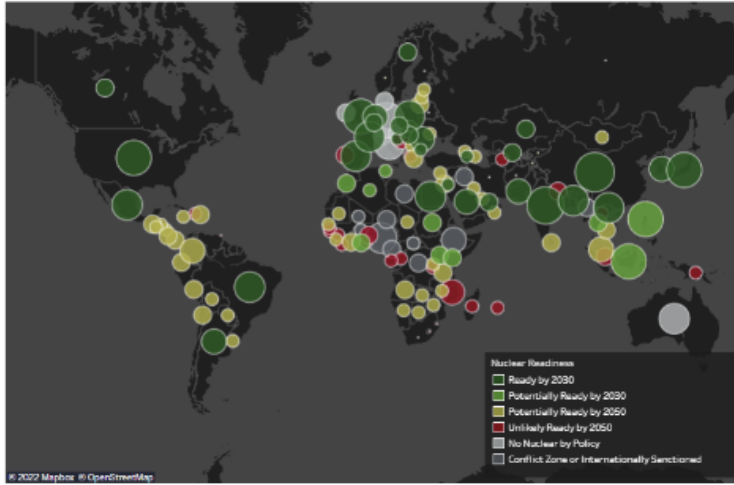 Nuclear Readiness
Ready by 2030
Potentially Ready by 2030
Potentially Ready by 2050
Unlikely Ready by 2050
No Nuclear by Policy
Conflict Zone or Internationally Sanctioned
© 2022 Mapbox © OpenStreetMap